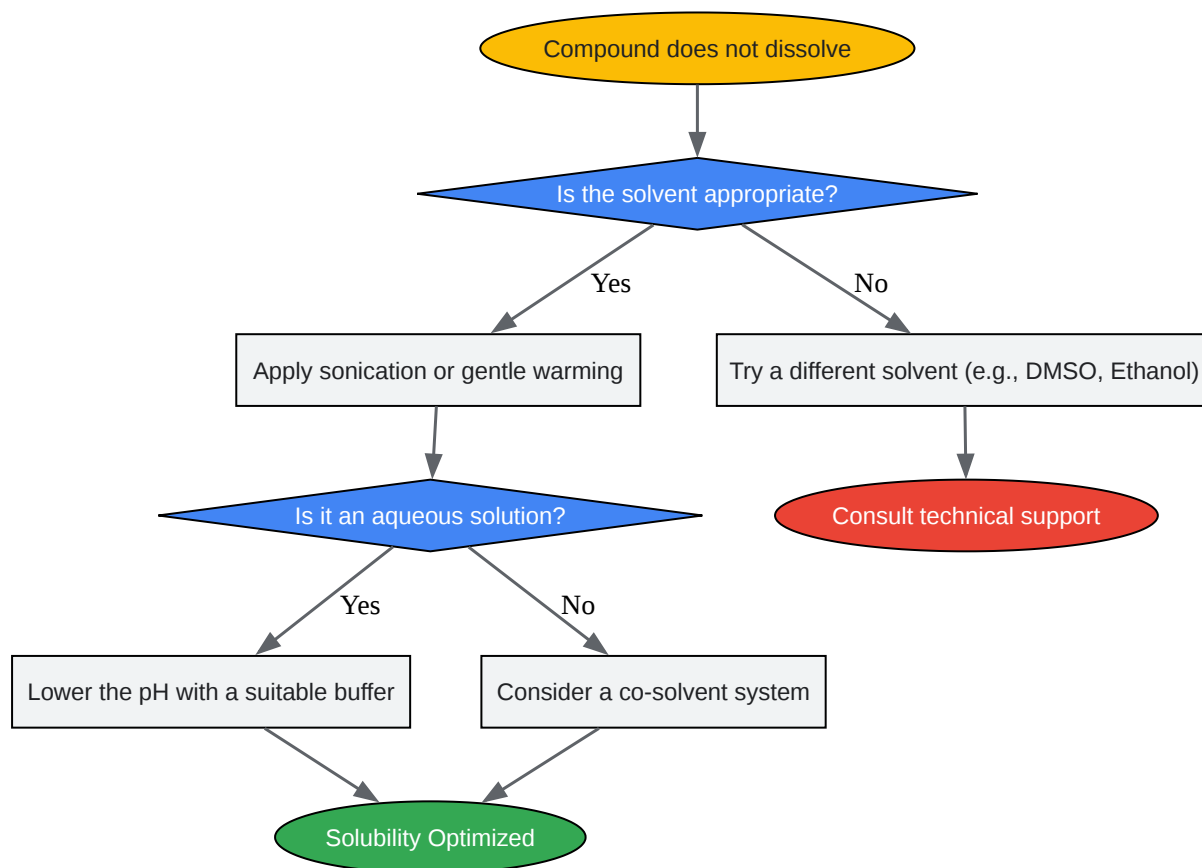 Compound does not dissolve
Is the solvent appropriate?
Yes
No
Apply sonication or gentle warming
Try a different solvent (e.g., DMSO, Ethanol)
Is it an aqueous solution?
Consult technical support
Yes
No
Lower the pH with a suitable buffer
Consider a co-solvent system
Solubility Optimized